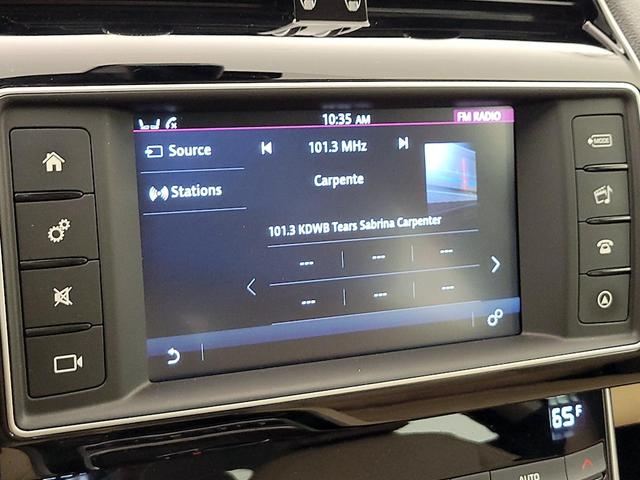 10:35 AM
FM RADIO
Source
101.3 MHz
Stations
Carpente
101.3 KDWB Tears Sabrina Carpenter
--- --- ---
--- --- ---
MODE
65°F
AUTO